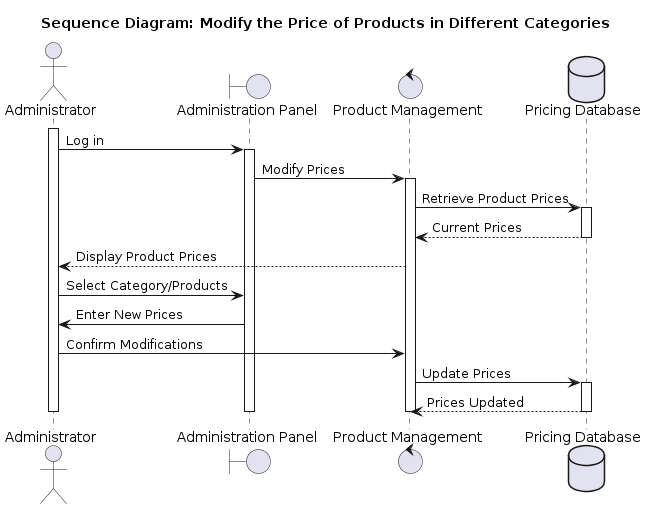 Sequence Diagram: Modify the Price of Products in Different Categories
Administrator
Administration Panel
Product Management
Pricing Database
Log in
Modify Prices
Retrieve Product Prices
Current Prices
Display Product Prices
Select Category/Products
Enter New Prices
Confirm Modifications
Update Prices
Prices Updated
Administrator
Administration Panel
Product Management
Pricing Database